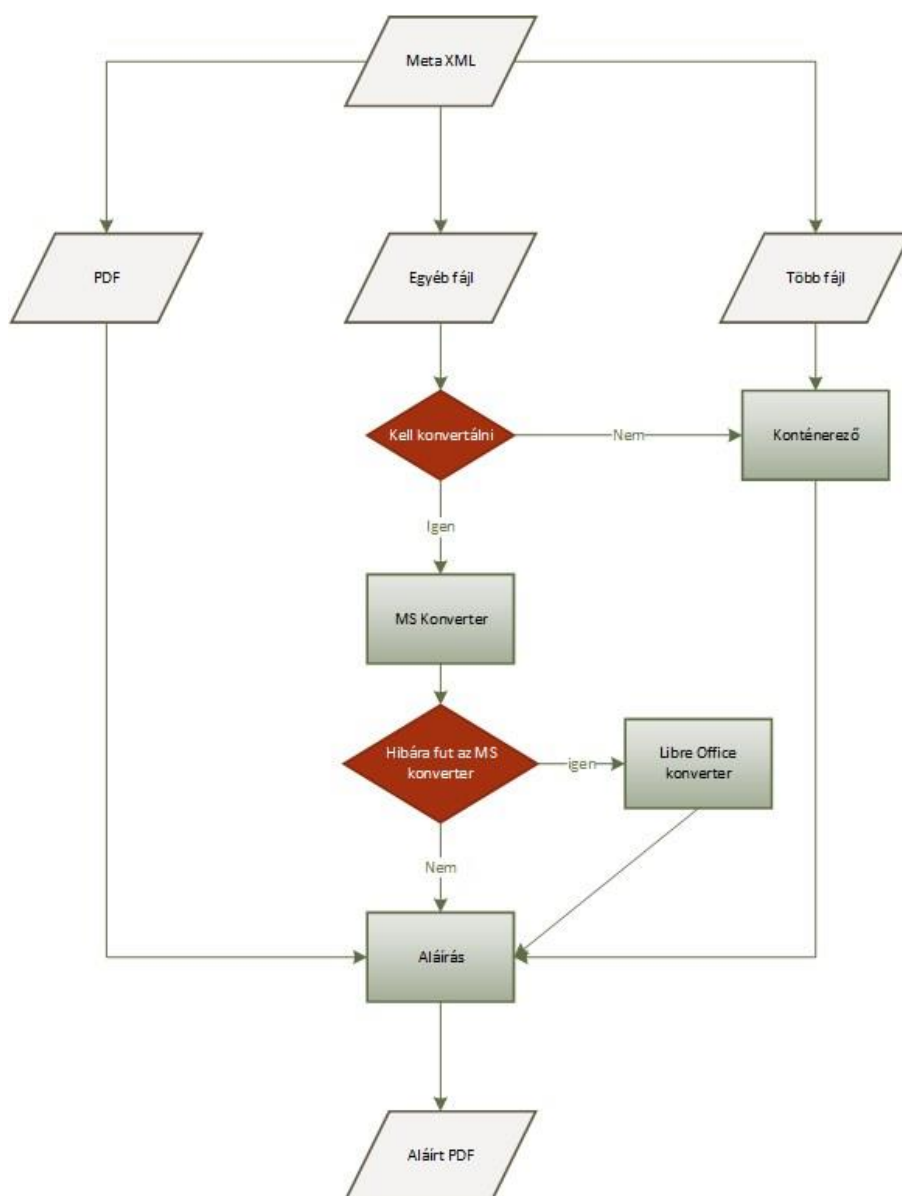 Meta XML
PDF
Egyéb fájl
Több fájl
Kell konvertálni
Nem
Konténerező
Igen
MS Konverter
Hibára fut az MS
konverter
igen
Libre Office
konverter
Nem
Aláírás
Aláírt PDF